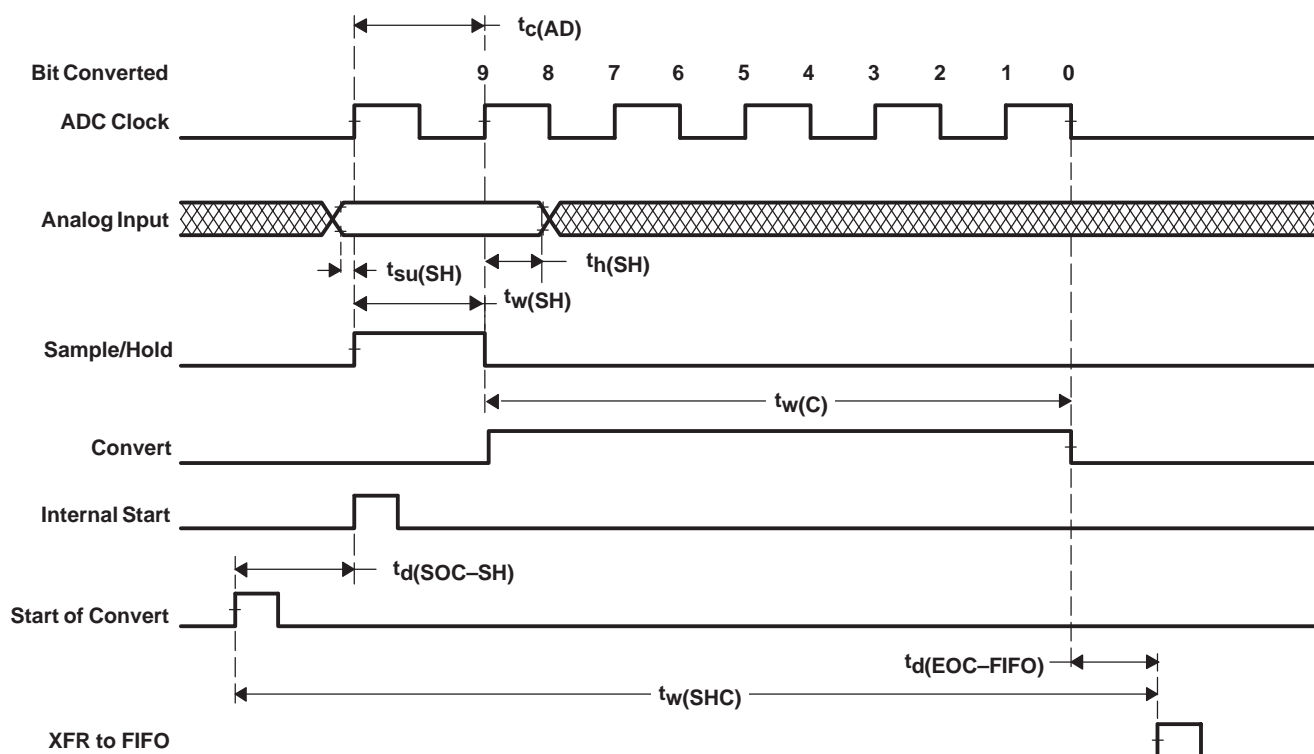 tc(AD)
Bit Converted 9 8 7 6 5 4 3 2 1 0
ADC Clock
Analog Input
tsu(SH) th(SH)
tw(SH)
Sample/Hold
tw(C)
Convert
Internal Start
td(SOC–SH)
Start of Convert
td(EOC–FIFO)
tw(SHC)
XFR to FIFO